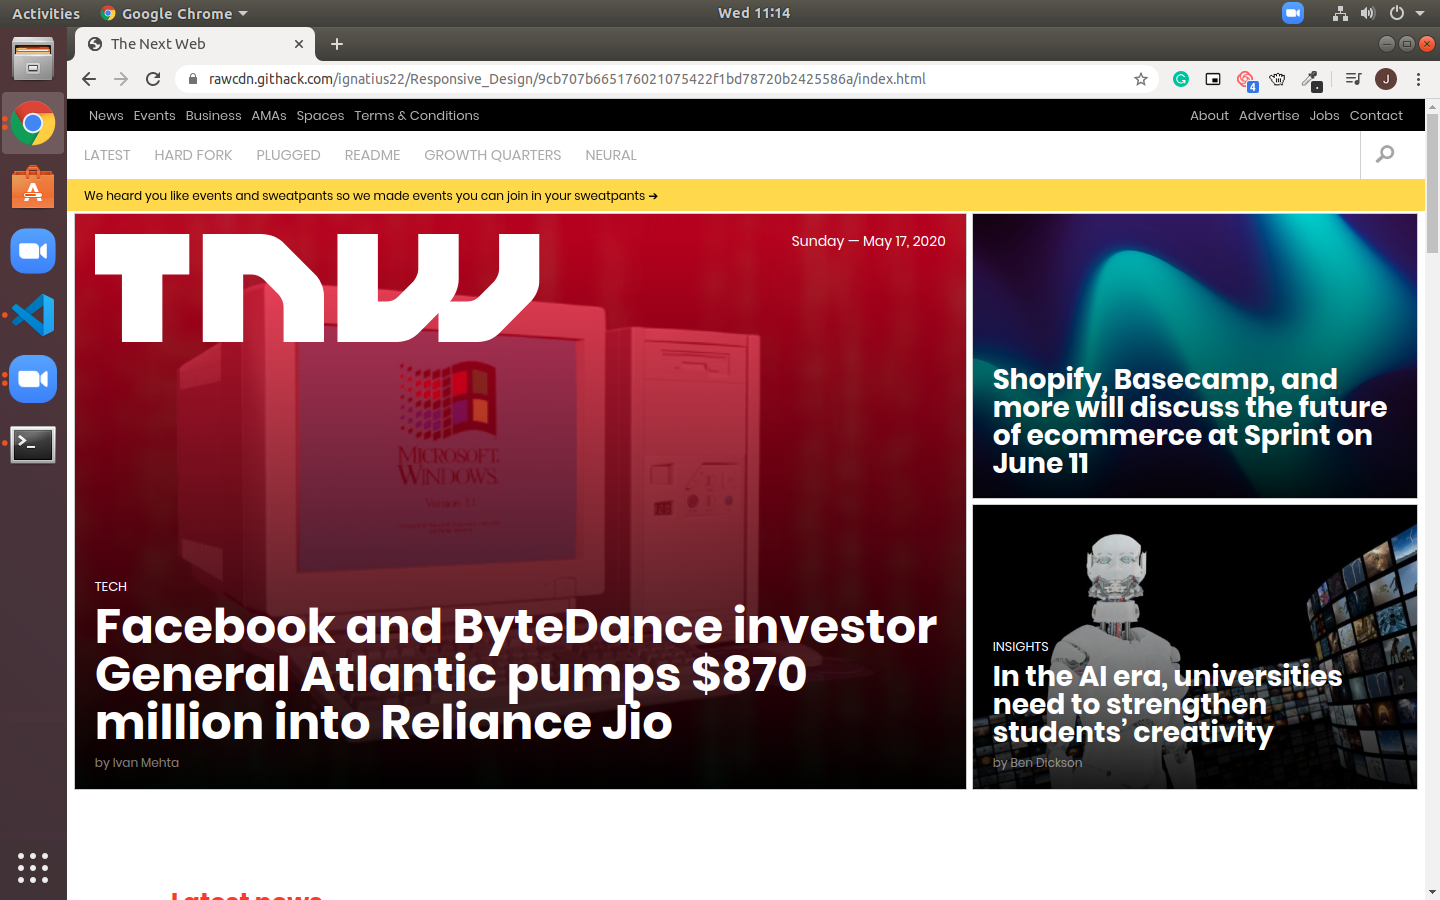 Activities
Google Chrome
Wed 11:14
The Next Web
rawcdn.githack.com/ignatius22/Responsive_Design/9cb707b665176021075422f1bd78720b2425586a/index.html
4
J
News Events Business AMAs Spaces Terms & Conditions
About Advertise Jobs Contact
LATEST HARD FORK PLUGGED README GROWTH QUARTERS NEURAL
We heard you like events and sweatpants so we made events you can join in your sweatpants ➔
TNW
Sunday — May 17, 2020
MICROSOFT
WINDOWS
Version 3.1
TECH
Facebook and ByteDance investor
General Atlantic pumps $870
million into Reliance Jio
by Ivan Mehta
Shopify, Basecamp, and
more will discuss the future
of ecommerce at Sprint on
June 11
INSIGHTS
In the AI era, universities
need to strengthen
students’ creativity
by Ben Dickson
Latest news